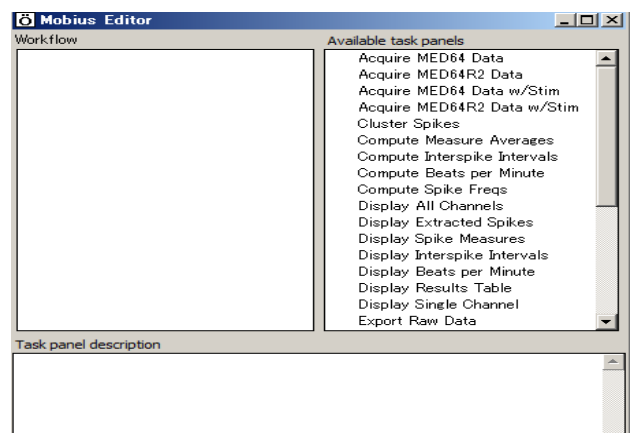 Mobius Editor
Workflow
Available task panels
Acquire MED64 Data
Acquire MED64R2 Data
Acquire MED64 Data w/Stim
Acquire MED64R2 Data w/Stim
Cluster Spikes
Compute Measure Averages
Compute Interspike Intervals
Compute Beats per Minute
Compute Spike Freqs
Display All Channels
Display Extracted Spikes
Display Spike Measures
Display Interspike Intervals
Display Beats per Minute
Display Results Table
Display Single Channel
Export Raw Data
Task panel description